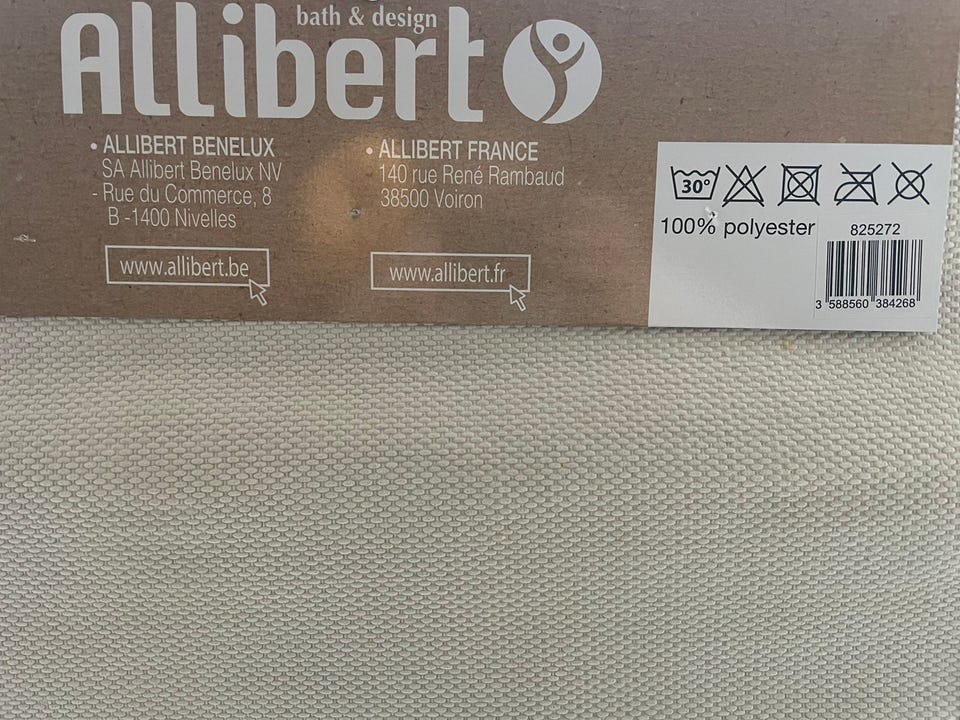 bath & design
Allibert
• ALLIBERT BENELUX
SA Allibert Benelux NV
- Rue du Commerce, 8
B -1400 Nivelles
www.allibert.be
• ALLIBERT FRANCE
140 rue René Rambaud
38500 Voiron
www.allibert.fr
30°
100% polyester
825272
3 588560 384268